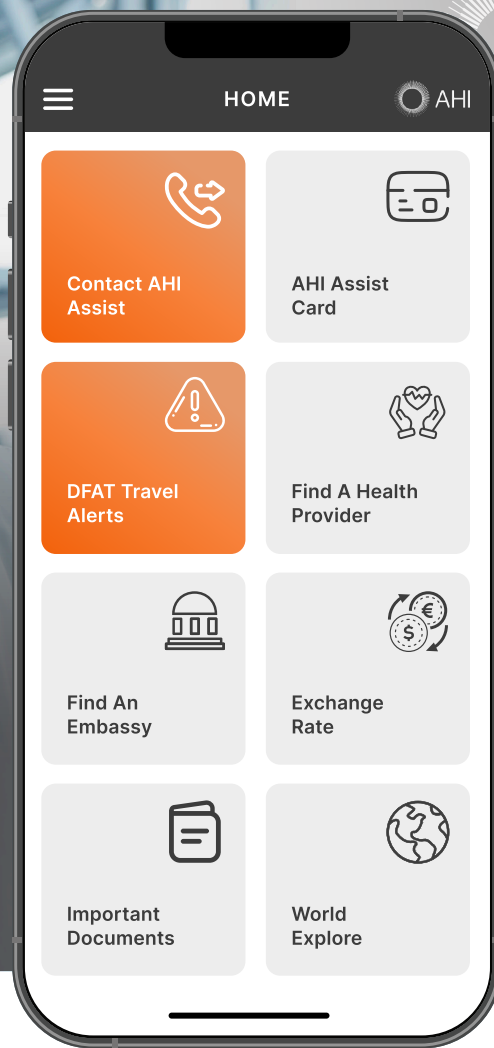 HOME
AHI
Contact AHI
Assist
AHI Assist
Card
DFAT Travel
Alerts
Find A Health
Provider
Find An
Embassy
Exchange
Rate
Important
Documents
World
Explore